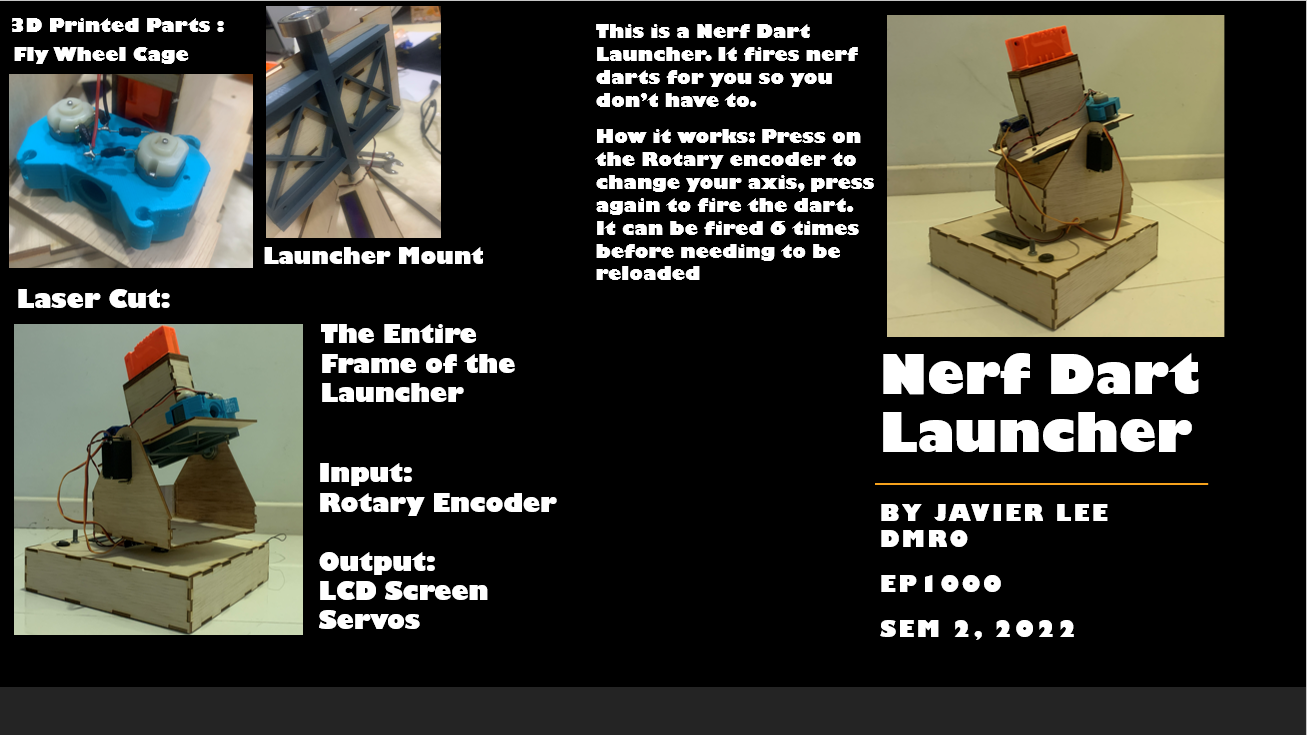 3D Printed Parts :
Fly Wheel Cage
Launcher Mount
Laser Cut:
The Entire
Frame of the
Launcher
Input:
Rotary Encoder
Output:
LCD Screen
Servos
This is a Nerf Dart
Launcher. It fires nerf
darts for you so you
don't have to.
How it works: Press on
the Rotary encoder to
change your axis, press
again to fire the dart.
It can be fired 6 times
before needing to be
reloaded
Nerf Dart
Launcher
BY JAVIER LEE
DMRO
EP1000
SEM 2, 2022